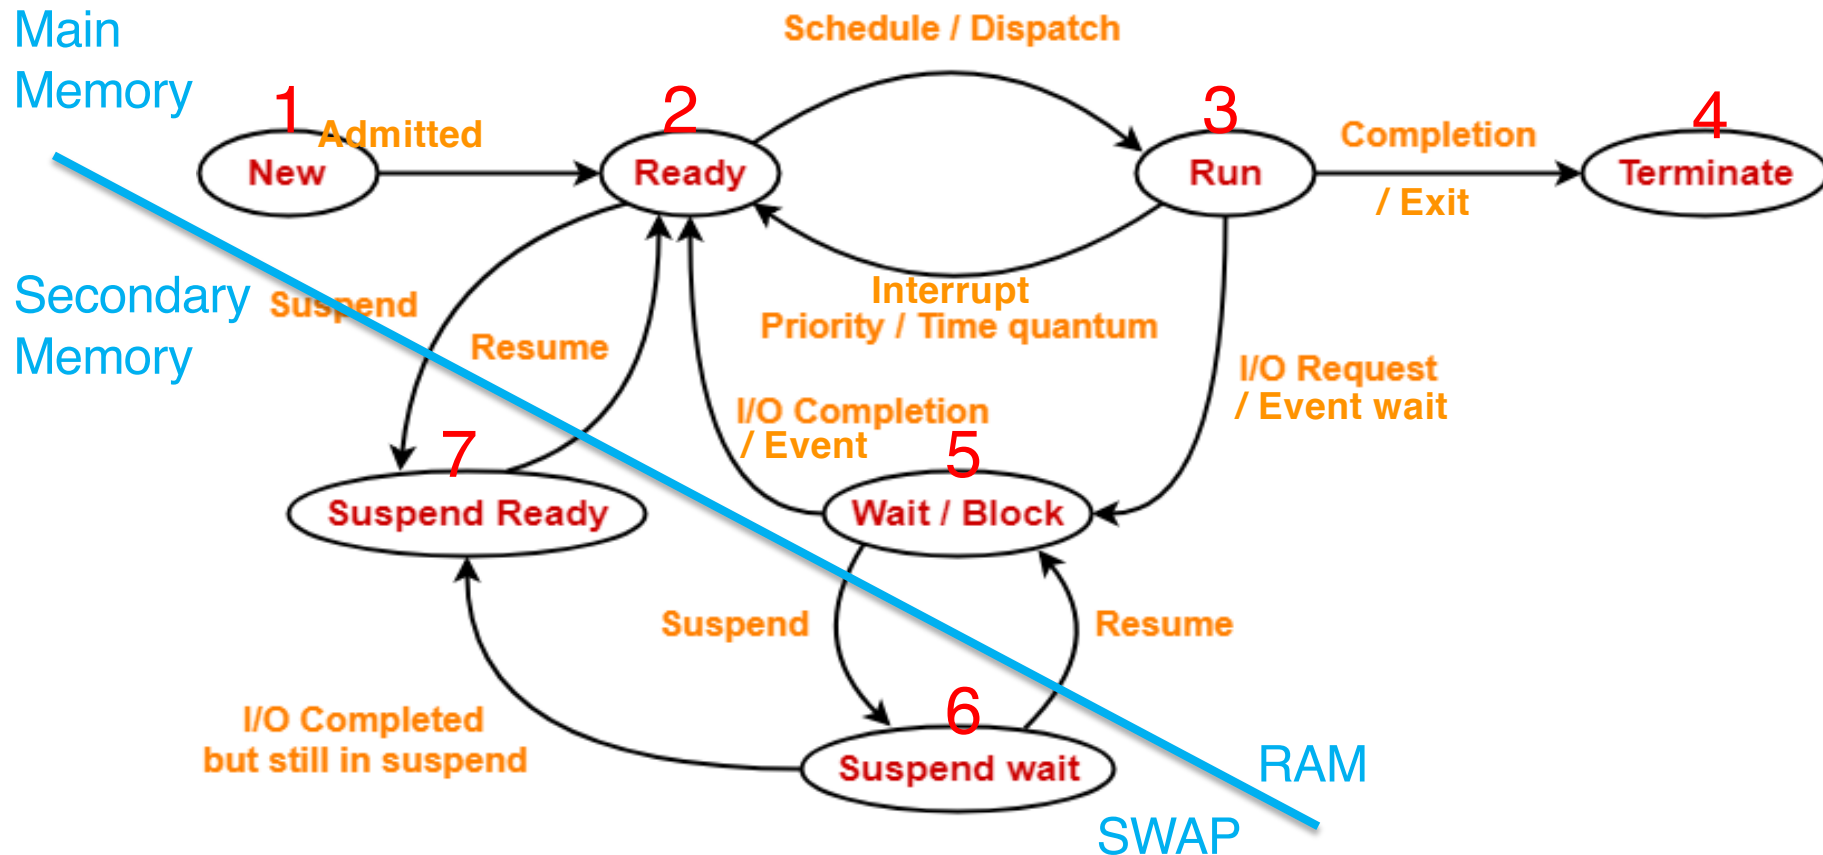 Main
Memory
Schedule / Dispatch
1
2
3
4
Admitted
Completion
New
Ready
Run
Terminate
/ Exit
Secondary
Memory
Suspend
Interrupt
Priority / Time quantum
Resume
I/O Request
/ Event wait
I/O Completion
/ Event
7
5
Suspend Ready
Wait / Block
Suspend
Resume
6
I/O Completed
but still in suspend
Suspend wait
RAM
SWAP